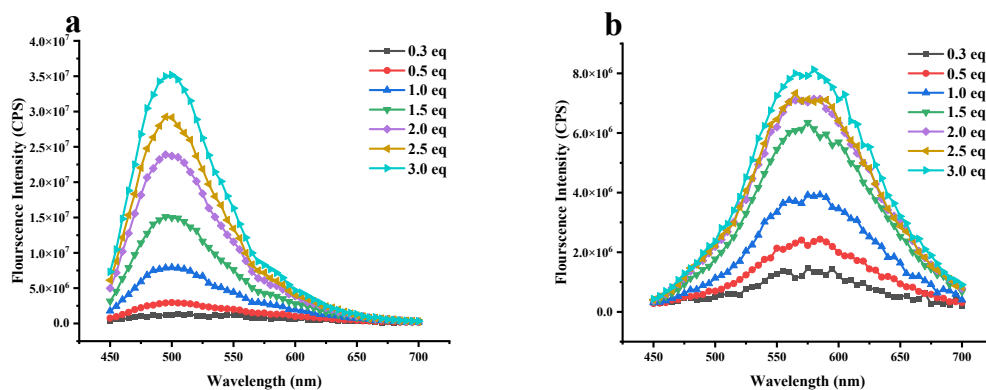 a
4.0×10⁷
3.5×10⁷
3.0×10⁷
2.5×10⁷
2.0×10⁷
1.5×10⁷
1.0×10⁷
5.0×10⁶
0.0
450 500 550 600 650 700
Wavelength (nm)
Flourscence Intensity (CPS)
0.3 eq
0.5 eq
1.0 eq
1.5 eq
2.0 eq
2.5 eq
3.0 eq
b
8.0×10⁶
6.0×10⁶
4.0×10⁶
2.0×10⁶
0.0
450 500 550 600 650 700
Wavelength (nm)
Flourscence Intensity (CPS)
0.3 eq
0.5 eq
1.0 eq
1.5 eq
2.0 eq
2.5 eq
3.0 eq